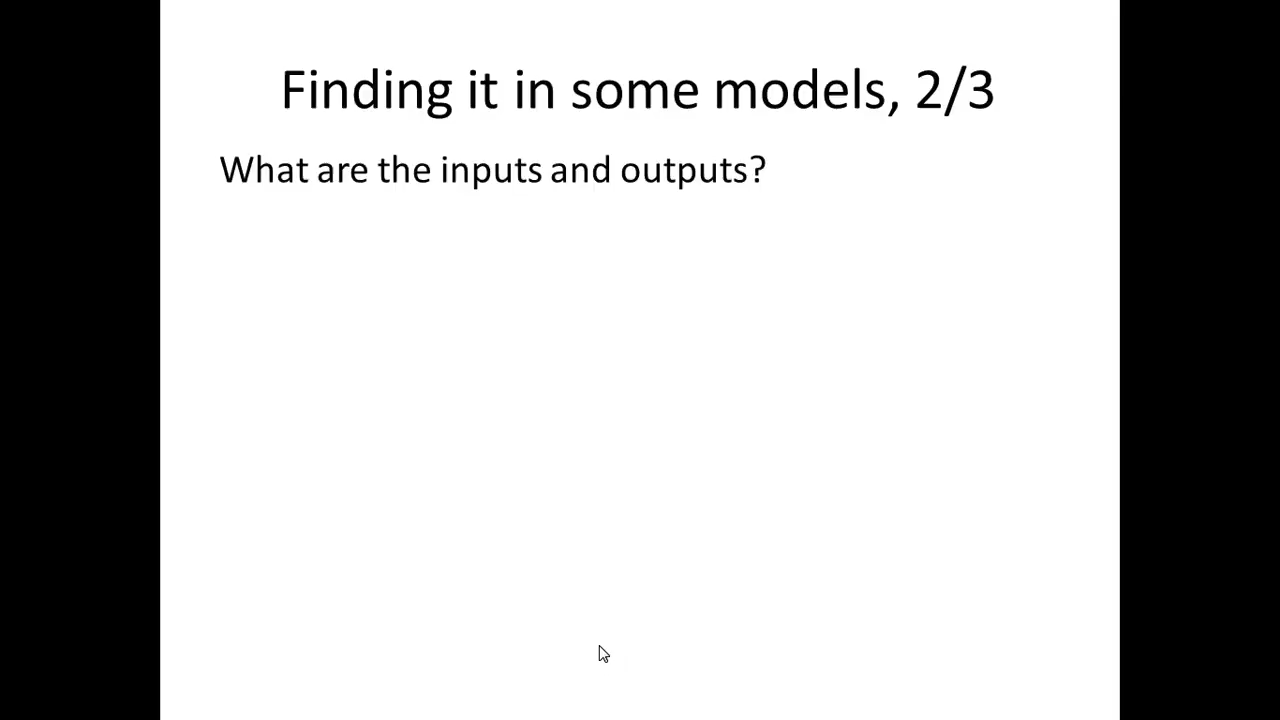 Finding it in some models, 2/3
What are the inputs and outputs?